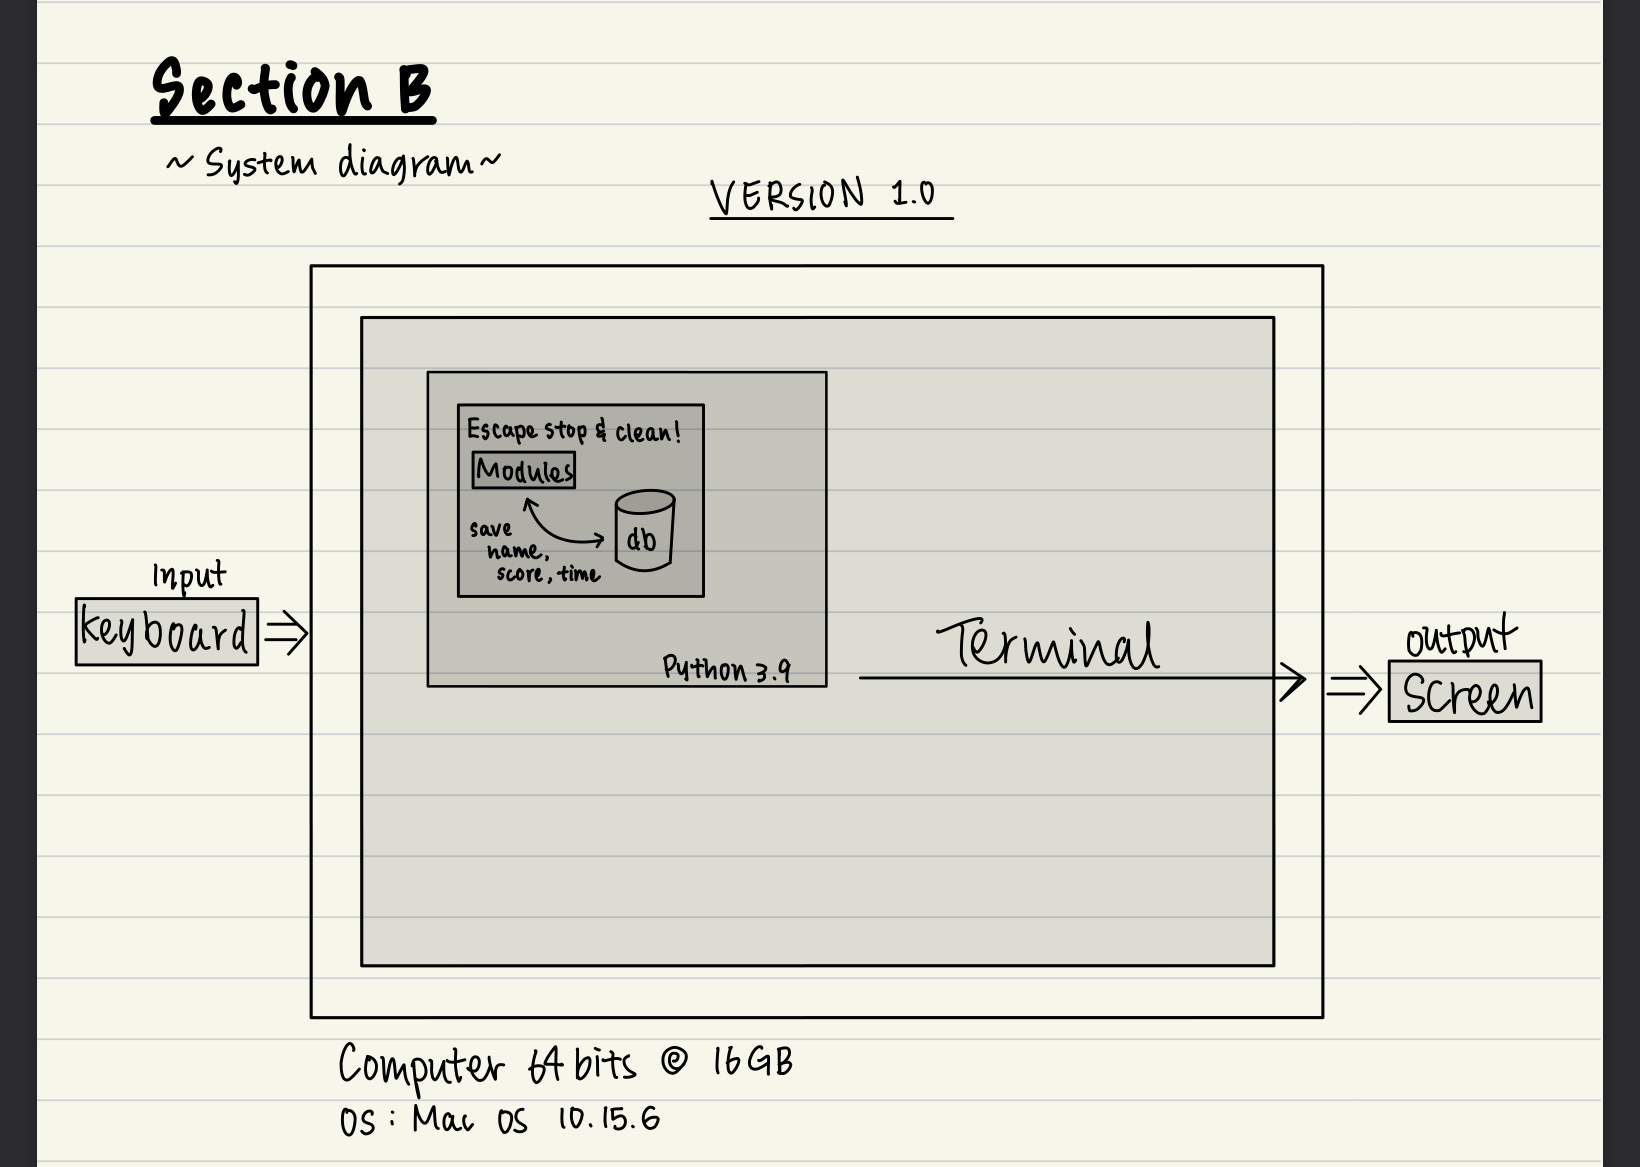 Section B
~ System diagram ~
VERSION 1.0
Escape stop & clean!
Modules
save
name,
score, time
db
Python 3.9
Input
keyboard
Terminal
output
Screen
Computer 64 bits @ 16GB
OS : Mac OS 10.15.6